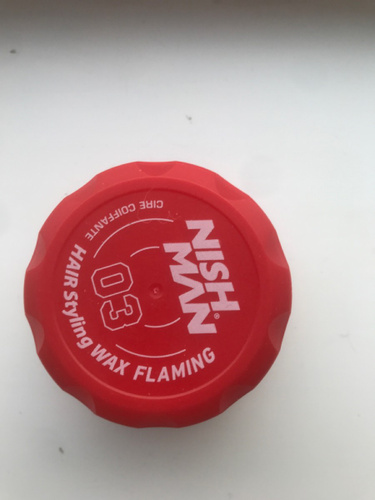 NISH
MAN®
03
CIRE COIFFANTE
HAIR Styling WAX FLAMING